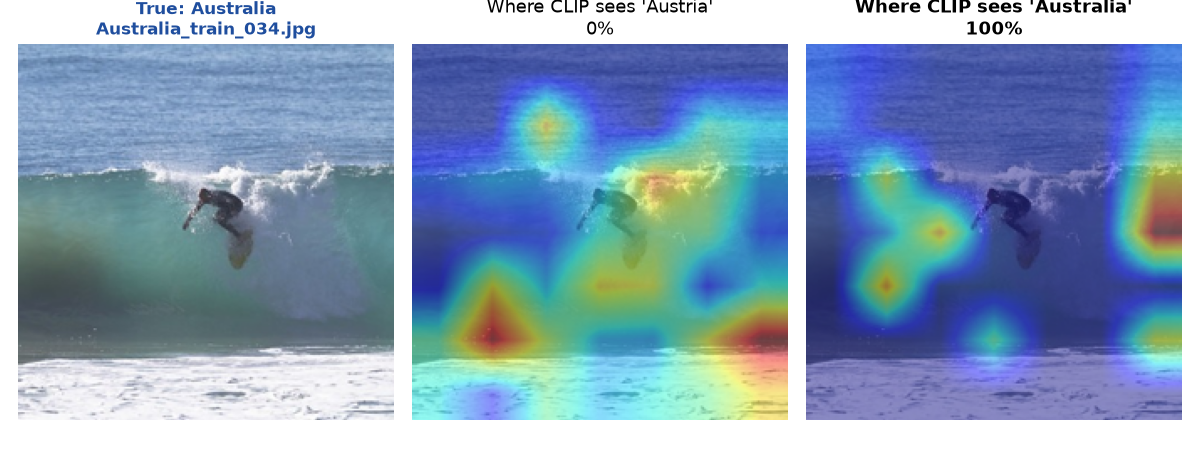 True: Australia
Australia_train_034.jpg
Where CLIP sees 'Austria'
0%
Where CLIP sees 'Australia'
100%